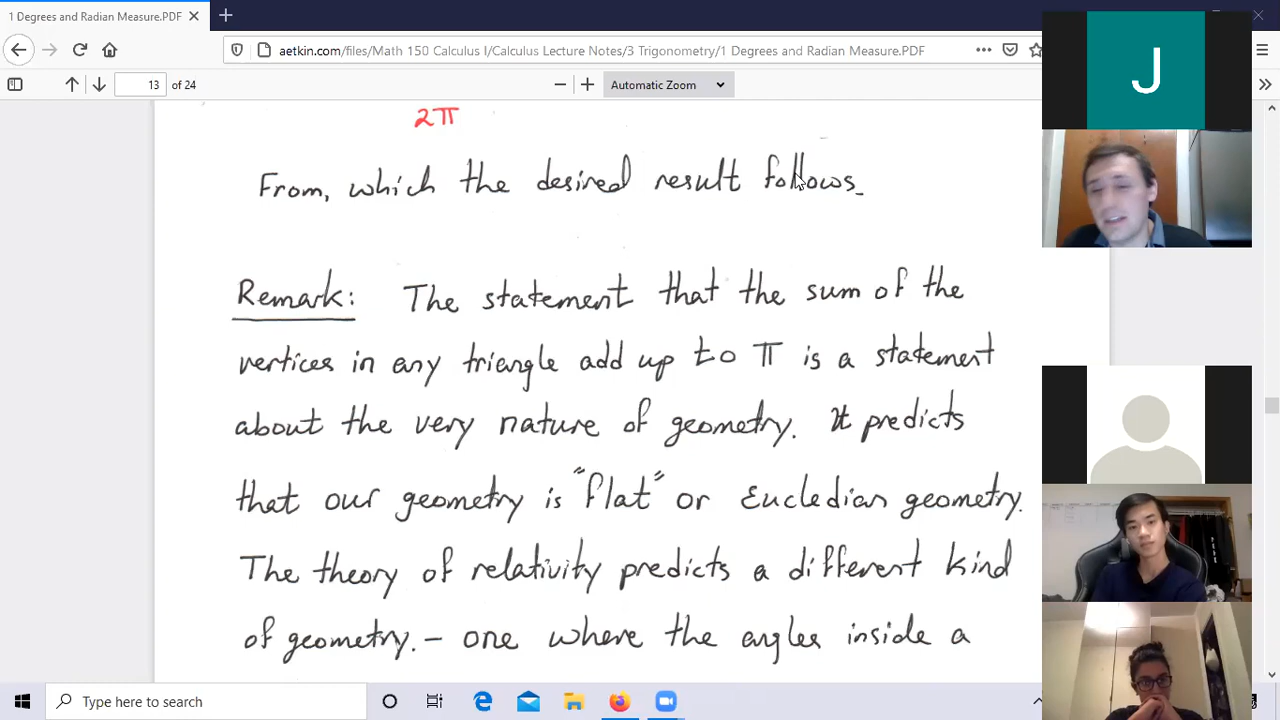 1 Degrees and Radian Measure.PDF
aetkin.com/files/Math 150 Calculus I/Calculus Lecture Notes/3 Trigonometry/1 Degrees and Radian Measure.PDF
13 of 24
Automatic Zoom
2π
From, which the desired result follows.
Remark: The statement that the sum of the
vertices in any triangle add up to π is a statement
about the very nature of geometry. It predicts
that our geometry is "flat" or Eucledian geometry.
The theory of relativity predicts a different kind
of geometry. - one where the angles inside a
J
Type here to search